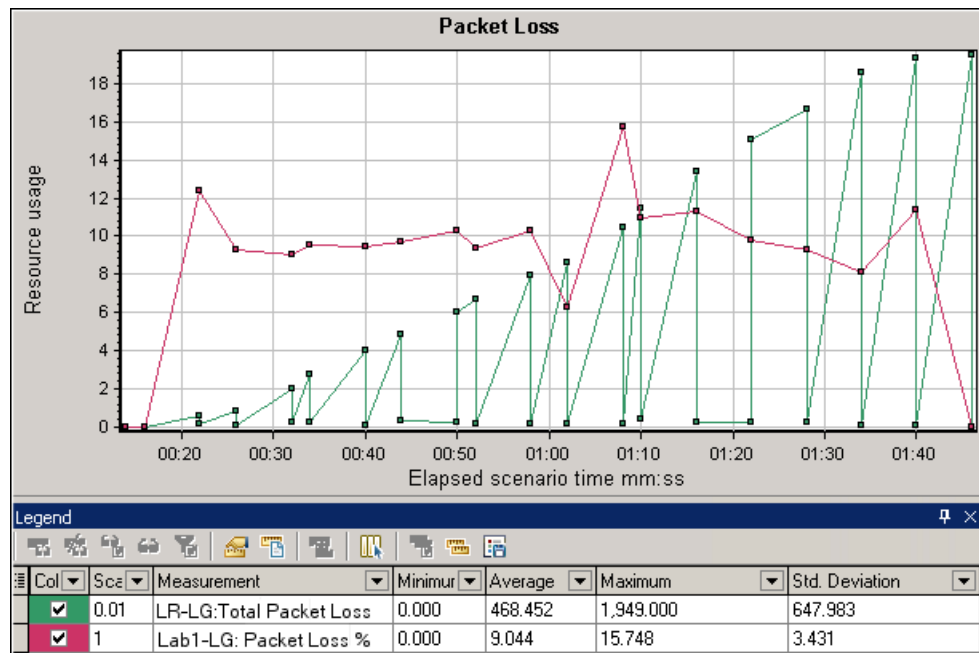 Packet Loss
Resource usage
18
16
14
12
10
8
6
4
2
0
00:20 00:30 00:40 00:50 01:00 01:10 01:20 01:30 01:40
Elapsed scenario time mm:ss
Legend
Col Sca Measurement Minimur Average Maximum Std. Deviation
0.01 LR-LG:Total Packet Loss 0.000 468.452 1,949.000 647.983
1 Lab1-LG: Packet Loss % 0.000 9.044 15.748 3.431